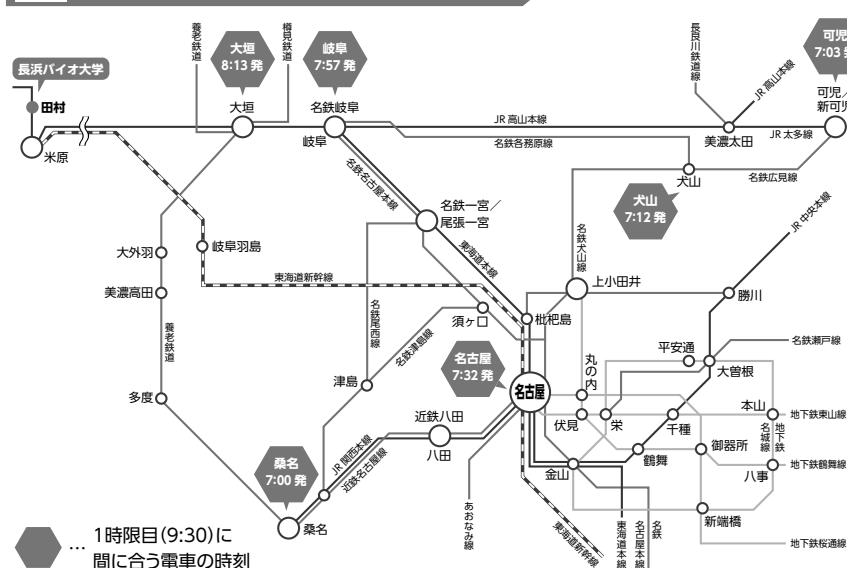 養老鉄道
大垣
8:13 発
樽見鉄道
岐阜
7:57 発
長良川鉄道線
JR 高山本線
可児
7:03 発
長浜バイオ大学
田村
米原
大垣
名鉄岐阜
岐阜
JR 高山本線
名鉄各務原線
美濃太田
JR 太多線
可児／
新可児
犬山
名鉄広見線
犬山
7:12 発
名鉄名古屋本線
名鉄一宮／
尾張一宮
東海道本線
名鉄犬山線
JR 中央本線
大外羽
岐阜羽島
東海道新幹線
美濃高田
上小田井
勝川
養老鉄道
名鉄尾西線
須ヶ口
名鉄津島線
枇杷島
名鉄瀬戸線
平安通
大曽根
丸の内
名古屋
7:32 発
名古屋
津島
多度
近鉄八田
八田
伏見
栄
千種
本山
地下鉄東山線
地下鉄
名城線
JR 関西本線
近鉄名古屋線
鶴舞
御器所
八事
地下鉄鶴舞線
金山
桑名
7:00 発
桑名
あおなみ線
新端橋
地下鉄桜通線
東海道新幹線
東海道本線
名鉄
名古屋本線
… 1時限目(9:30)に
間に合う電車の時刻